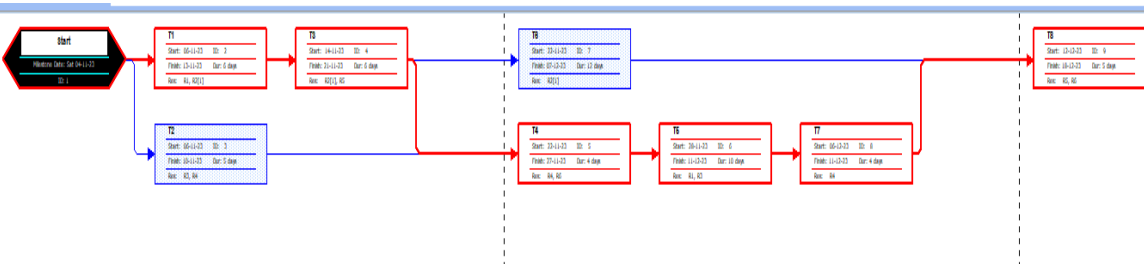 Start
Milestone Date: Sat 04-11-23
ID: 1
T1
Start: 06-11-23 ID: 2
Finish: 13-11-23 Dur: 6 days
Res: R1, R2[1]
T3
Start: 14-11-23 ID: 4
Finish: 21-11-23 Dur: 6 days
Res: R2[1], R5
T2
Start: 06-11-23 ID: 3
Finish: 10-11-23 Dur: 5 days
Res: R3, R4
Start: 22-11-23 ID: 7
Finish: 07-12-23 Dur: 12 days
Res: R2[1]
T4
Start: 22-11-23 ID: 5
Finish: 27-11-23 Dur: 4 days
Res: R4, R6
Start: 28-11-23 ID: 6
Finish: 11-12-23 Dur: 10 days
T7
Start: 06-12-23 ID: 8
Finish: 11-12-23 Dur: 4 days
Res: R4
T8
Start: 12-12-23 ID: 9
Finish: 18-12-23 Dur: 5 days
Res: R5, R6